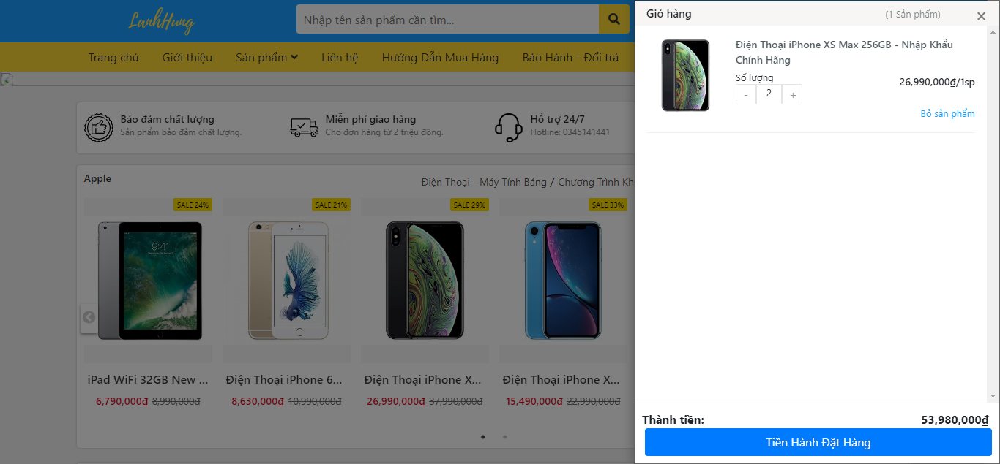 LanhHung
Nhập tên sản phẩm cần tìm...
Trang chủ Giới thiệu Sản phẩm Liên hệ Hướng Dẫn Mua Hàng Bảo Hành - Đổi trả
Bảo đảm chất lượng
Sản phẩm bảo đảm chất lượng.
Miễn phí giao hàng
Cho đơn hàng từ 2 triệu đồng.
Hỗ trợ 24/7
Hotline: 0345141441
Apple
Điện Thoại - Máy Tính Bảng / Chương Trình Kh
SALE 24% SALE 21% SALE 29% SALE 33%
9:41
iPad WiFi 32GB New ... Điện Thoại iPhone 6... Điện Thoại iPhone X... Điện Thoại iPhone X...
6,790,000₫ 8,990,000₫ 8,630,000₫ 10,990,000₫ 26,990,000₫ 37,990,000₫ 15,490,000₫ 22,990,000₫
Giỏ hàng (1 Sản phẩm) ×
Điện Thoại iPhone XS Max 256GB - Nhập Khẩu
Chính Hãng
Số lượng
26,990,000₫/1sp
- 2 +
Bỏ sản phẩm
Thành tiền: 53,980,000₫
Tiền Hành Đặt Hàng